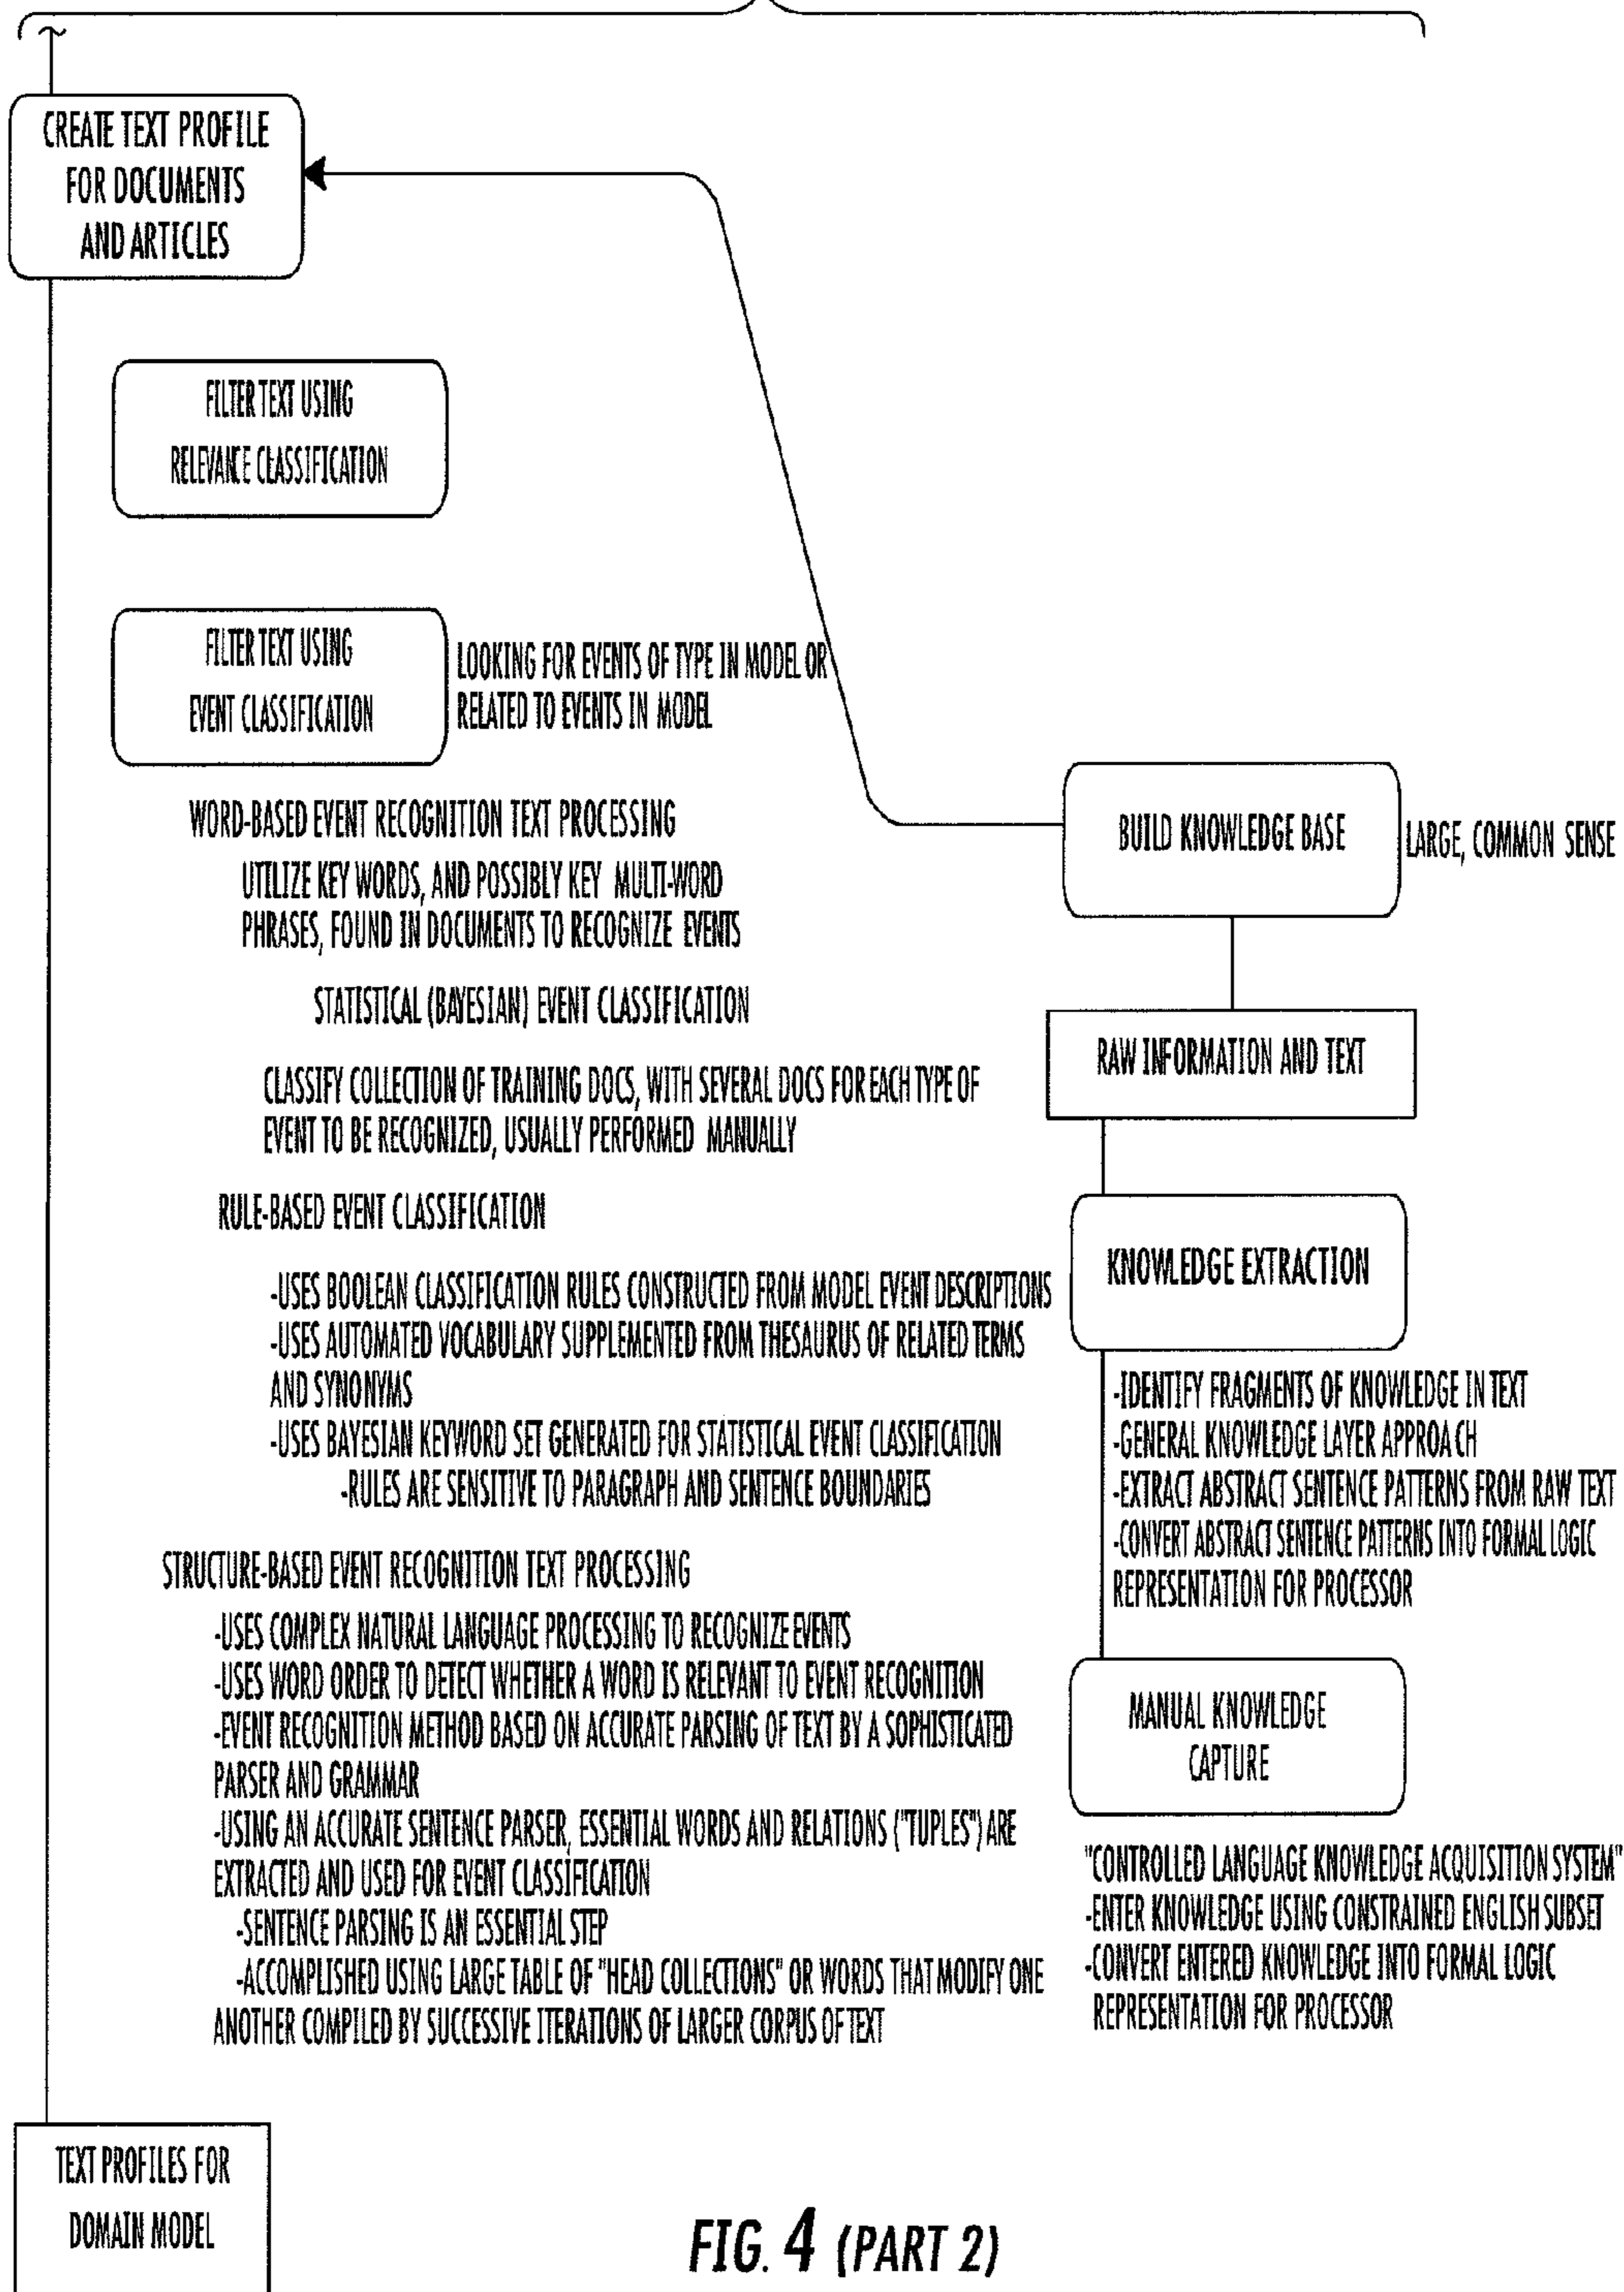 CREATE TEXT PROFILE
FOR DOCUMENTS
AND ARTICLES
FILTER TEXT USING
RELEVANCE CLASSIFICATION
FILTER TEXT USING
EVENT CLASSIFICATION
LOOKING FOR EVENTS OF TYPE IN MODEL OR
RELATED TO EVENTS IN MODEL
WORD-BASED EVENT RECOGNITION TEXT PROCESSING
UTILIZE KEY WORDS, AND POSSIBLY KEY MULTI-WORD
PHRASES, FOUND IN DOCUMENTS TO RECOGNIZE EVENTS
STATISTICAL (BAYESIAN) EVENT CLASSIFICATION
CLASSIFY COLLECTION OF TRAINING DOCS, WITH SEVERAL DOCS FOR EACH TYPE OF
EVENT TO BE RECOGNIZED, USUALLY PERFORMED MANUALLY
RULE-BASED EVENT CLASSIFICATION
-USES BOOLEAN CLASSIFICATION RULES CONSTRUCTED FROM MODEL EVENT DESCRIPTIONS
-USES AUTOMATED VOCABULARY SUPPLEMENTED FROM THESAURUS OF RELATED TERMS
AND SYNONYMS
-USES BAYESIAN KEYWORD SET GENERATED FOR STATISTICAL EVENT CLASSIFICATION
-RULES ARE SENSITIVE TO PARAGRAPH AND SENTENCE BOUNDARIES
STRUCTURE-BASED EVENT RECOGNITION TEXT PROCESSING
-USES COMPLEX NATURAL LANGUAGE PROCESSING TO RECOGNIZE EVENTS
-USES WORD ORDER TO DETECT WHETHER A WORD IS RELEVANT TO EVENT RECOGNITION
-EVENT RECOGNITION METHOD BASED ON ACCURATE PARSING OF TEXT BY A SOPHISTICATED
PARSER AND GRAMMAR
-USING AN ACCURATE SENTENCE PARSER, ESSENTIAL WORDS AND RELATIONS ("TUPLES") ARE
EXTRACTED AND USED FOR EVENT CLASSIFICATION
-SENTENCE PARSING IS AN ESSENTIAL STEP
-ACCOMPLISHED USING LARGE TABLE OF "HEAD COLLECTIONS" OR WORDS THAT MODIFY ONE
ANOTHER COMPILED BY SUCCESSIVE ITERATIONS OF LARGER CORPUS OF TEXT
BUILD KNOWLEDGE BASE
LARGE, COMMON SENSE
RAW INFORMATION AND TEXT
KNOWLEDGE EXTRACTION
-IDENTIFY FRAGMENTS OF KNOWLEDGE IN TEXT
-GENERAL KNOWLEDGE LAYER APPROACH
-EXTRACT ABSTRACT SENTENCE PATTERNS FROM RAW TEXT
-CONVERT ABSTRACT SENTENCE PATTERNS INTO FORMAL LOGIC
REPRESENTATION FOR PROCESSOR
MANUAL KNOWLEDGE
CAPTURE
"CONTROLLED LANGUAGE KNOWLEDGE ACQUISITION SYSTEM"
-ENTER KNOWLEDGE USING CONSTRAINED ENGLISH SUBSET
-CONVERT ENTERED KNOWLEDGE INTO FORMAL LOGIC
REPRESENTATION FOR PROCESSOR
TEXT PROFILES FOR
DOMAIN MODEL
FIG. 4 (PART 2)